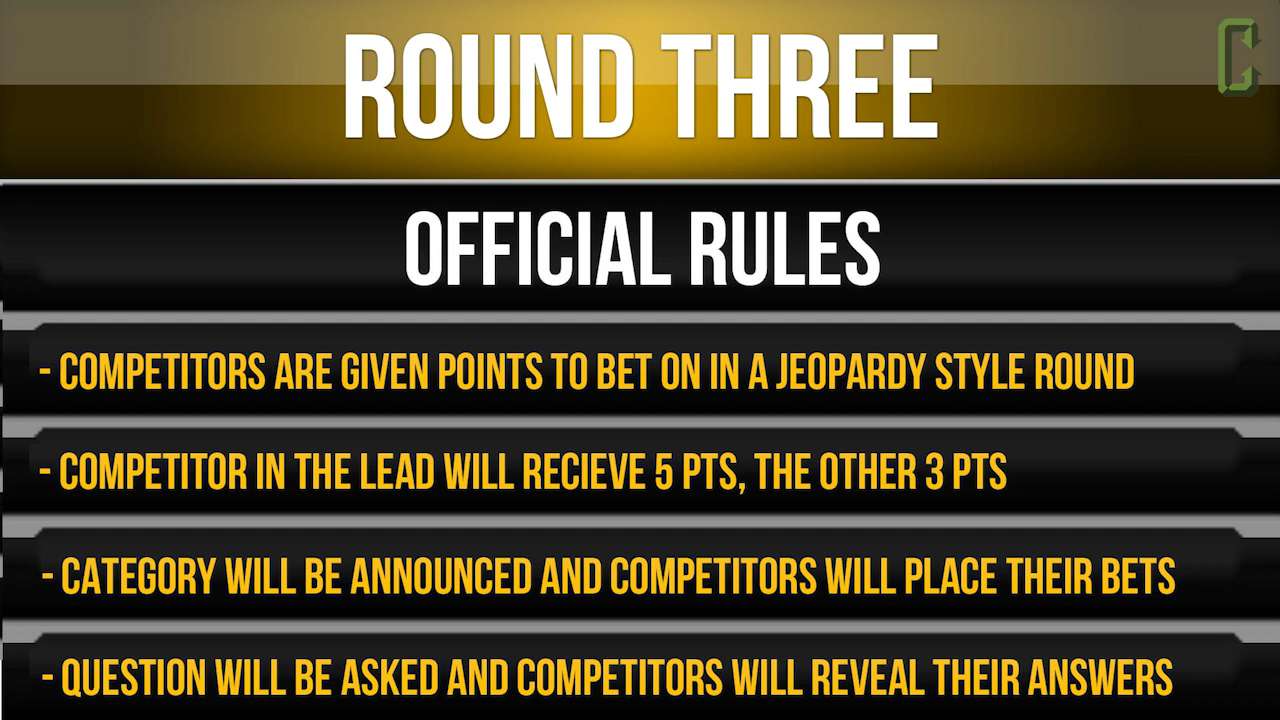 ROUND THREE
OFFICIAL RULES
- COMPETITORS ARE GIVEN POINTS TO BET ON IN A JEOPARDY STYLE ROUND
- COMPETITOR IN THE LEAD WILL RECIEVE 5 PTS, THE OTHER 3 PTS
- CATEGORY WILL BE ANNOUNCED AND COMPETITORS WILL PLACE THEIR BETS
- QUESTION WILL BE ASKED AND COMPETITORS WILL REVEAL THEIR ANSWERS